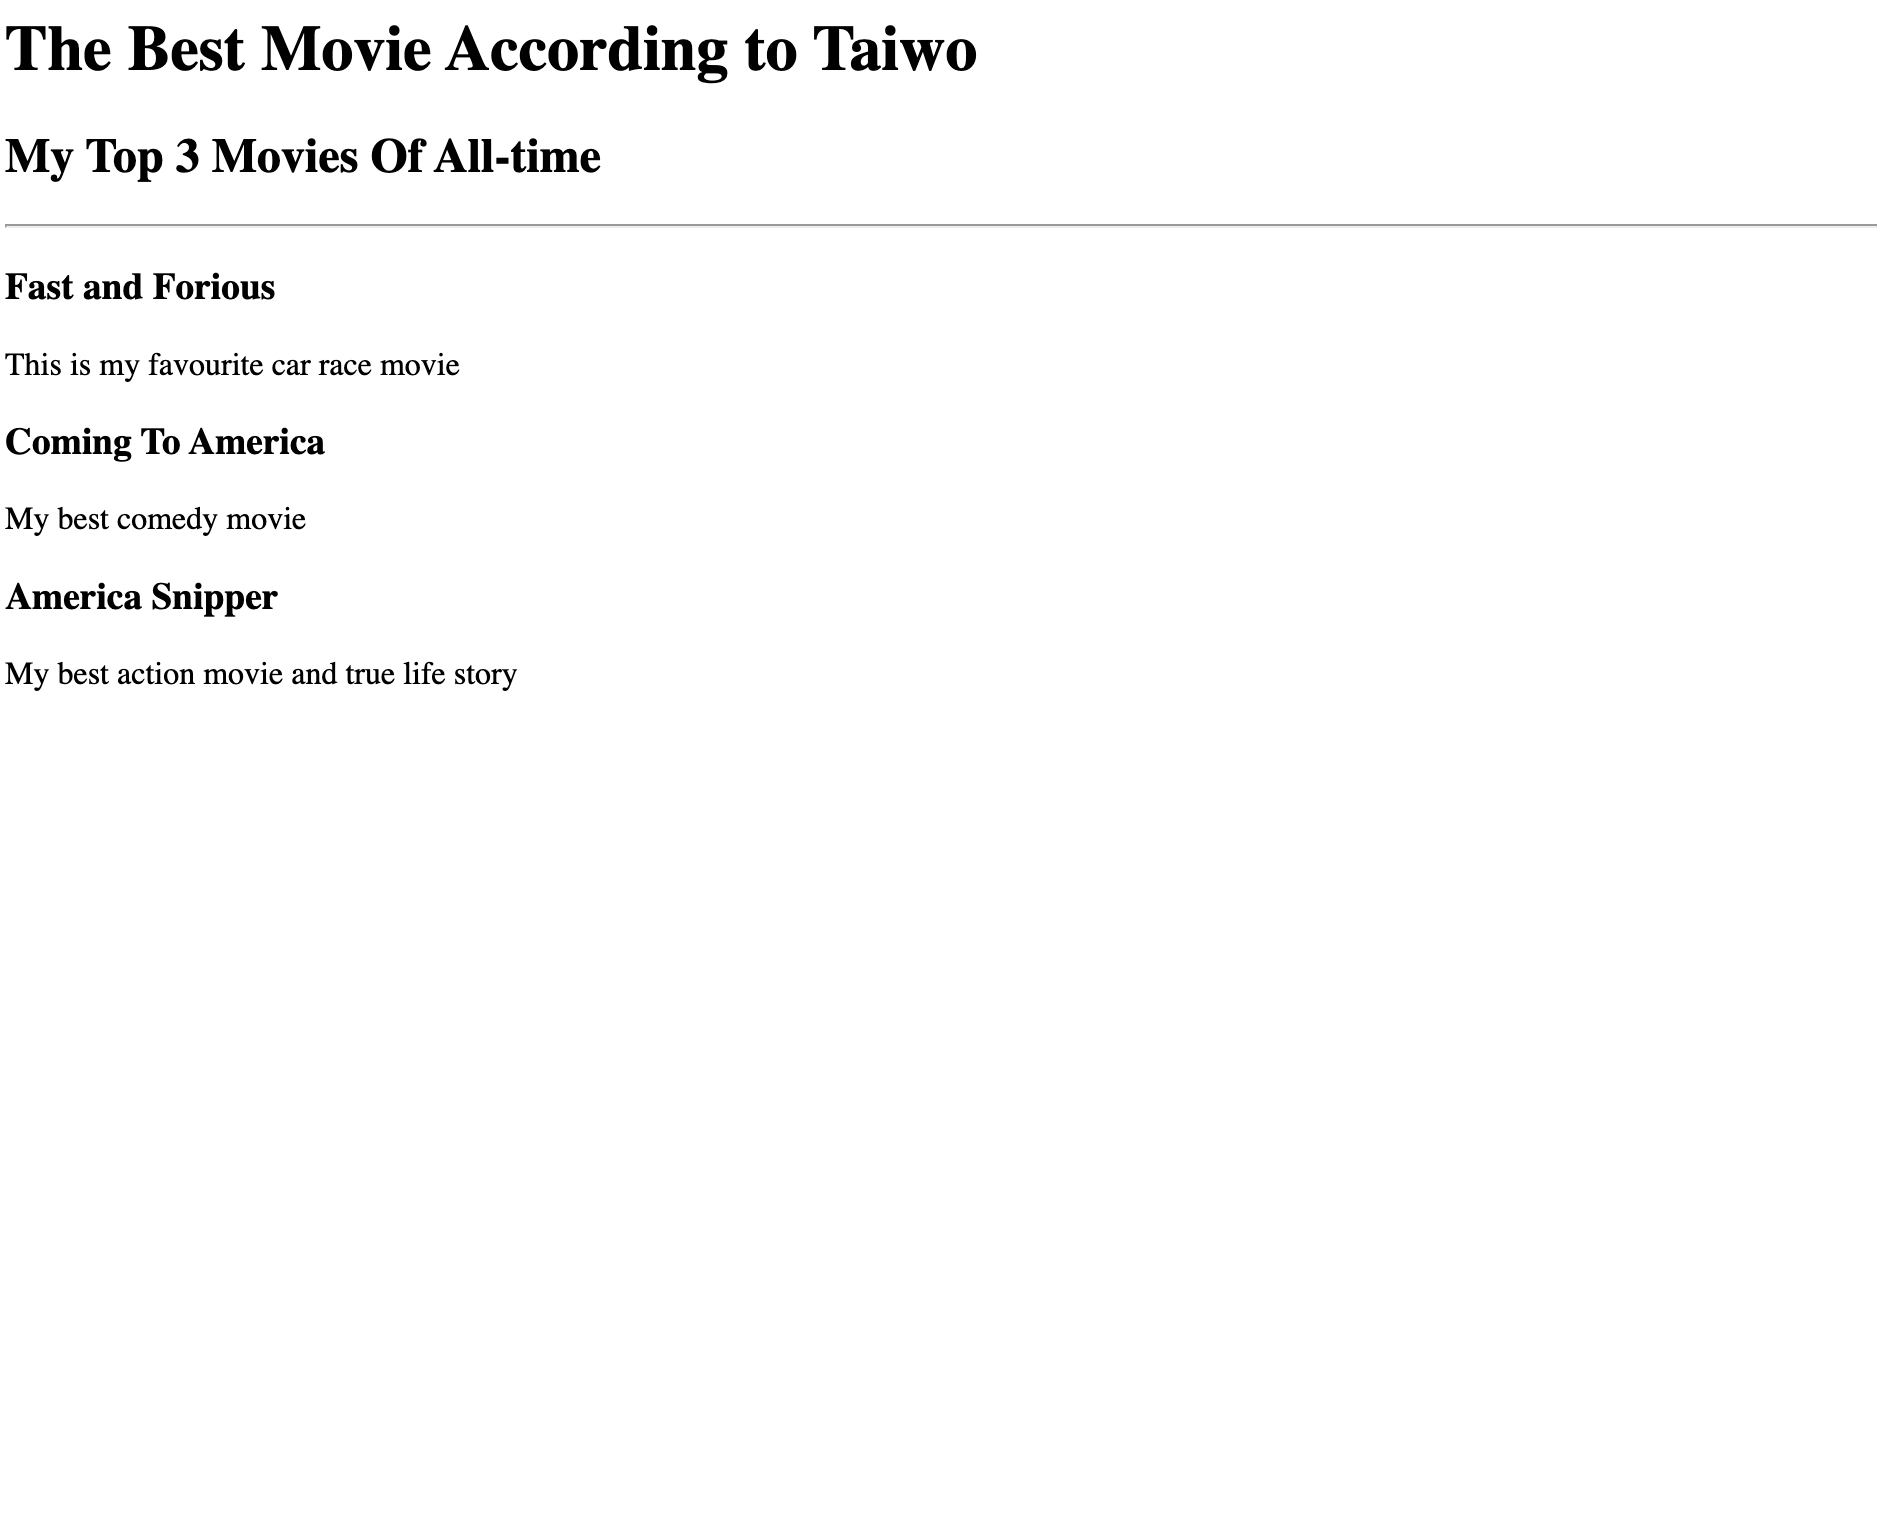 The Best Movie According to Taiwo
My Top 3 Movies Of All-time
Fast and Forious
This is my favourite car race movie
Coming To America
My best comedy movie
America Snipper
My best action movie and true life story